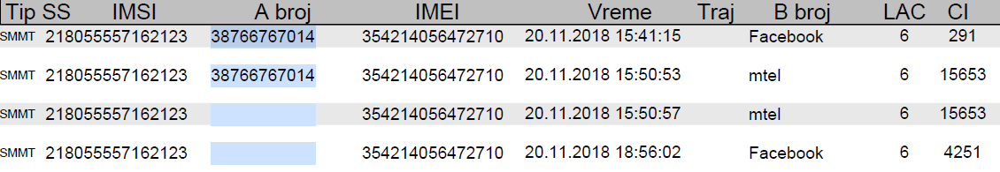 Tip SS IMSI A broj IMEI Vreme Traj B broj LAC CI
SMMT 218055557162123 38766767014 354214056472710 20.11.2018 15:41:15 Facebook 6 291
SMMT 218055557162123 38766767014 354214056472710 20.11.2018 15:50:53 mtel 6 15653
SMMT 218055557162123 354214056472710 20.11.2018 15:50:57 mtel 6 15653
SMMT 218055557162123 354214056472710 20.11.2018 18:56:02 Facebook 6 4251